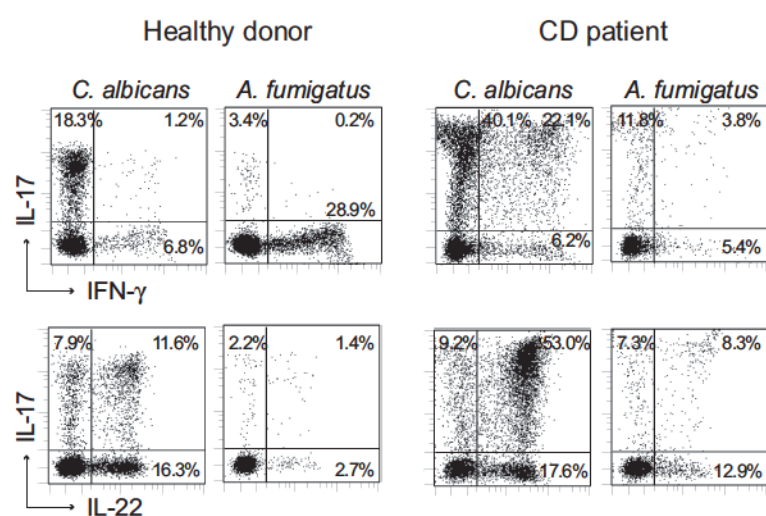 Healthy donor CD patient
C. albicans A. fumigatus C. albicans A. fumigatus
18.3% 1.2% 3.4% 0.2% 40.1% 22.1% 11.8% 3.8%
28.9%
6.8% 6.2% 5.4%
IL-17
IFN-γ
7.9% 11.6% 2.2% 1.4% 9.2% 53.0% 7.3% 8.3%
16.3% 2.7% 17.6% 12.9%
IL-17
IL-22